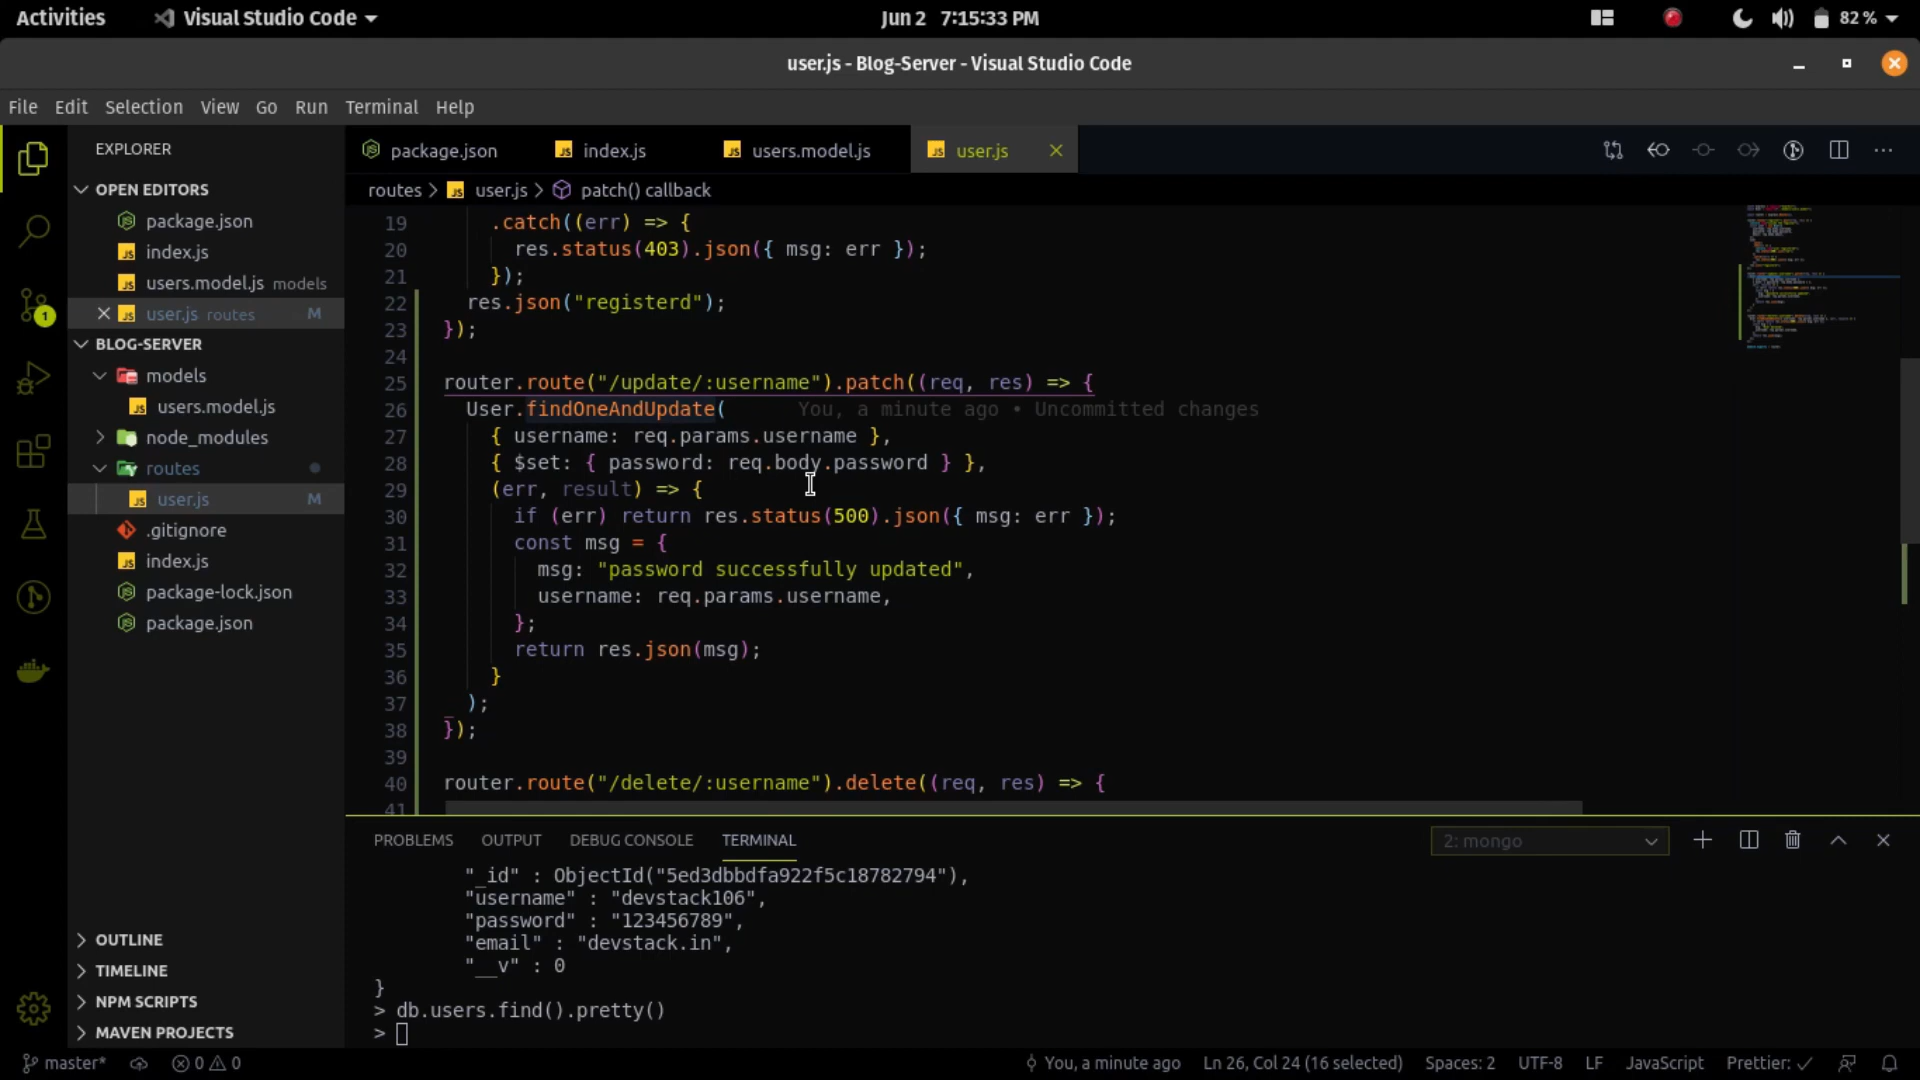 Activities Visual Studio Code Jun 2 7:15:33 PM 82 %
user.js - Blog-Server - Visual Studio Code
File Edit Selection View Go Run Terminal Help
EXPLORER
OPEN EDITORS
package.json
index.js
users.model.js models
user.js routes M
BLOG-SERVER
models
users.model.js
node_modules
routes
user.js M
.gitignore
index.js
package-lock.json
package.json
OUTLINE
TIMELINE
NPM SCRIPTS
MAVEN PROJECTS
1
package.json index.js users.model.js user.js
routes > user.js > patch() callback
19 .catch((err) => {
20 res.status(403).json({ msg: err });
21 });
22 res.json("registerd");
23 });
24
25 router.route("/update/:username").patch((req, res) => {
26 User.findOneAndUpdate( You, a minute ago • Uncommitted changes
27 { username: req.params.username },
28 { $set: { password: req.body.password } },
29 (err, result) => {
30 if (err) return res.status(500).json({ msg: err });
31 const msg = {
32 msg: "password successfully updated",
33 username: req.params.username,
34 };
35 return res.json(msg);
36 }
37 );
38 });
39
40 router.route("/delete/:username").delete((req, res) => {
41
PROBLEMS OUTPUT DEBUG CONSOLE TERMINAL 2: mongo
"_id" : ObjectId("5ed3dbbdfa922f5c18782794"),
"username" : "devstack106",
"password" : "123456789",
"email" : "devstack.in",
"__v" : 0
}
> db.users.find().pretty()
>
master* 0 0 You, a minute ago Ln 26, Col 24 (16 selected) Spaces: 2 UTF-8 LF JavaScript Prettier: ✓